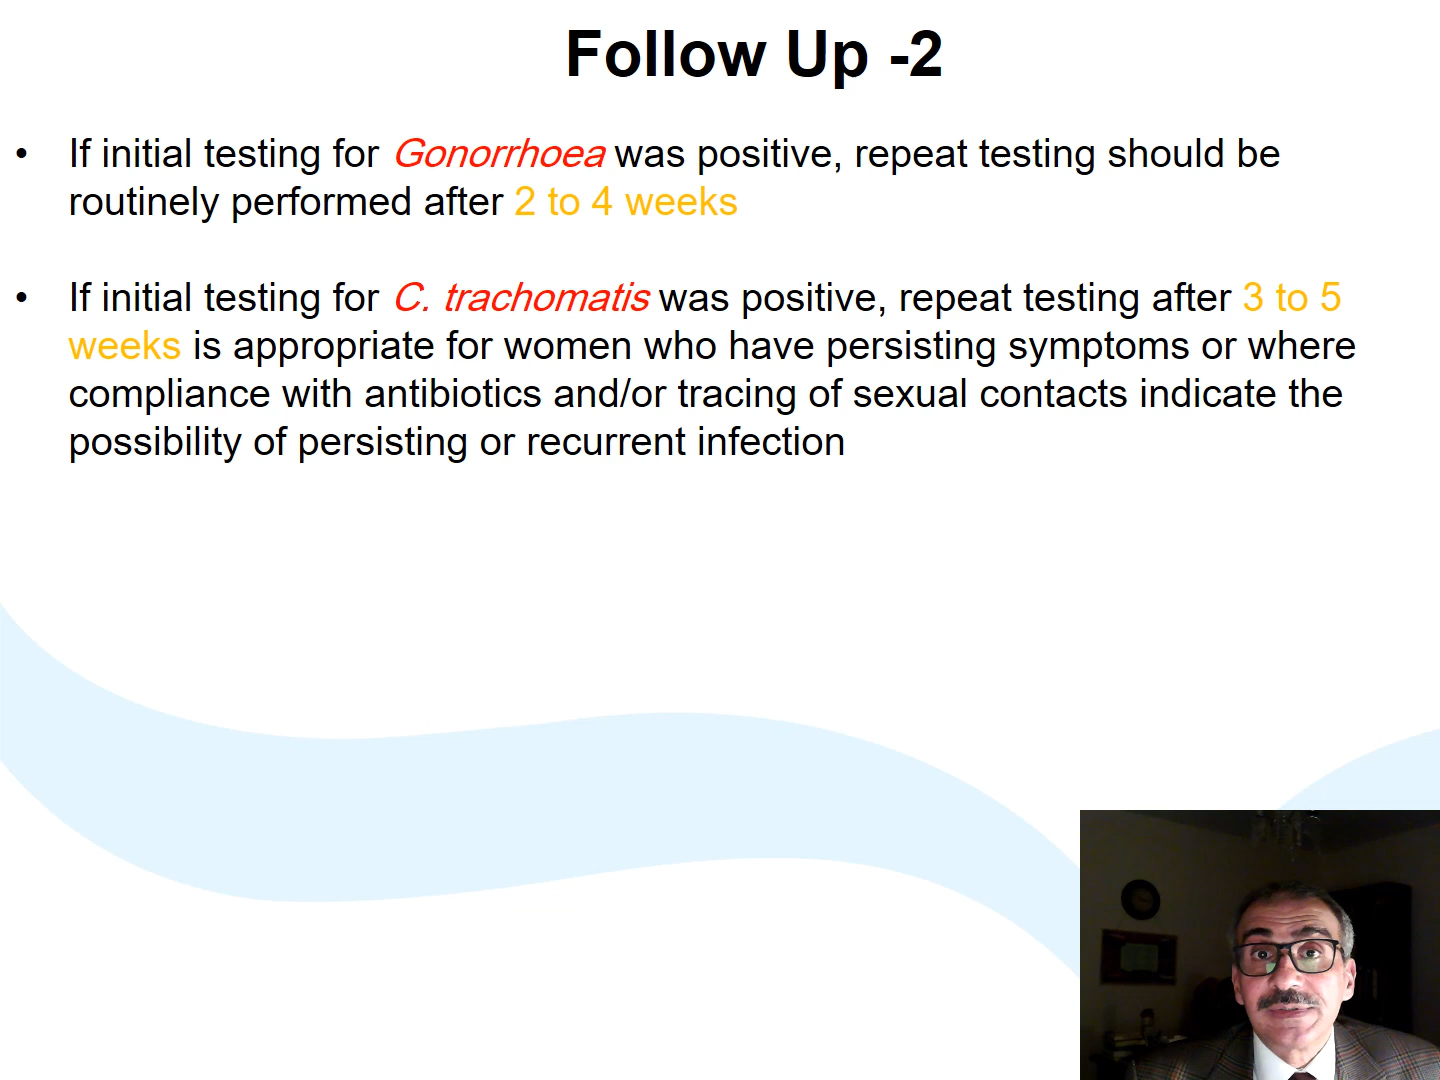 Follow Up -2
• If initial testing for Gonorrhoea was positive, repeat testing should be
routinely performed after 2 to 4 weeks
• If initial testing for C. trachomatis was positive, repeat testing after 3 to 5
weeks is appropriate for women who have persisting symptoms or where
compliance with antibiotics and/or tracing of sexual contacts indicate the
possibility of persisting or recurrent infection